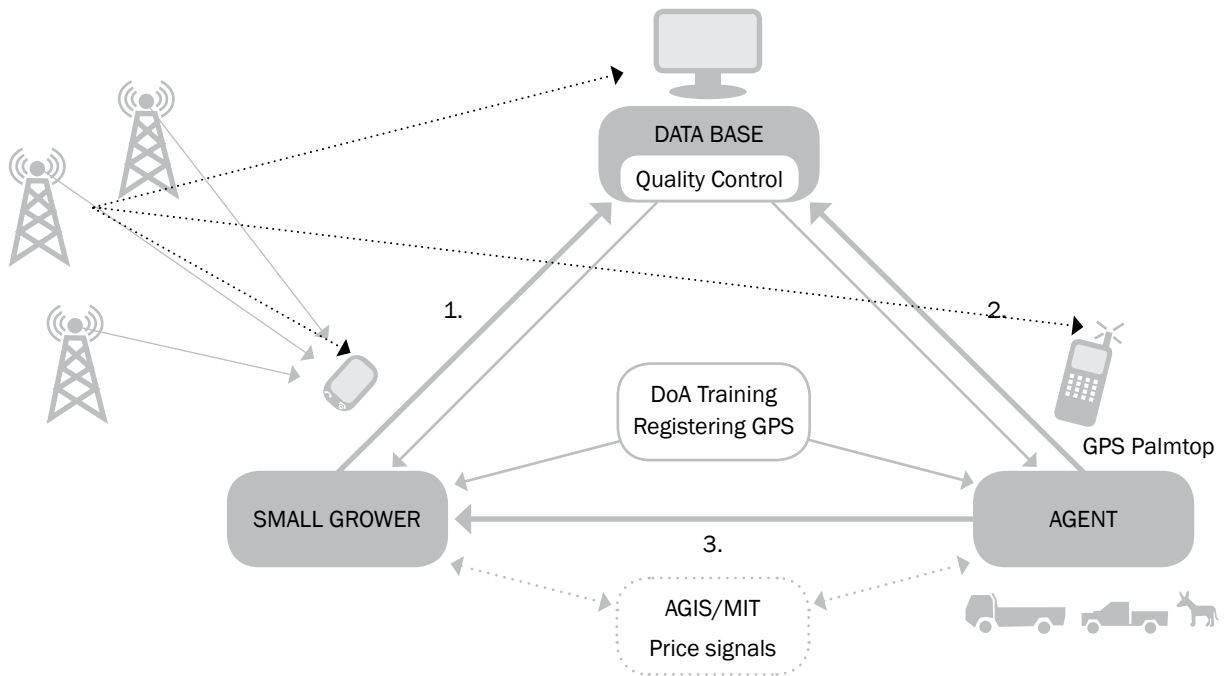 DATA BASE
Quality Control
1.
2.
DoA Training
Registering GPS
GPS Palmtop
SMALL GROWER
AGENT
3.
AGIS/MIT
Price signals